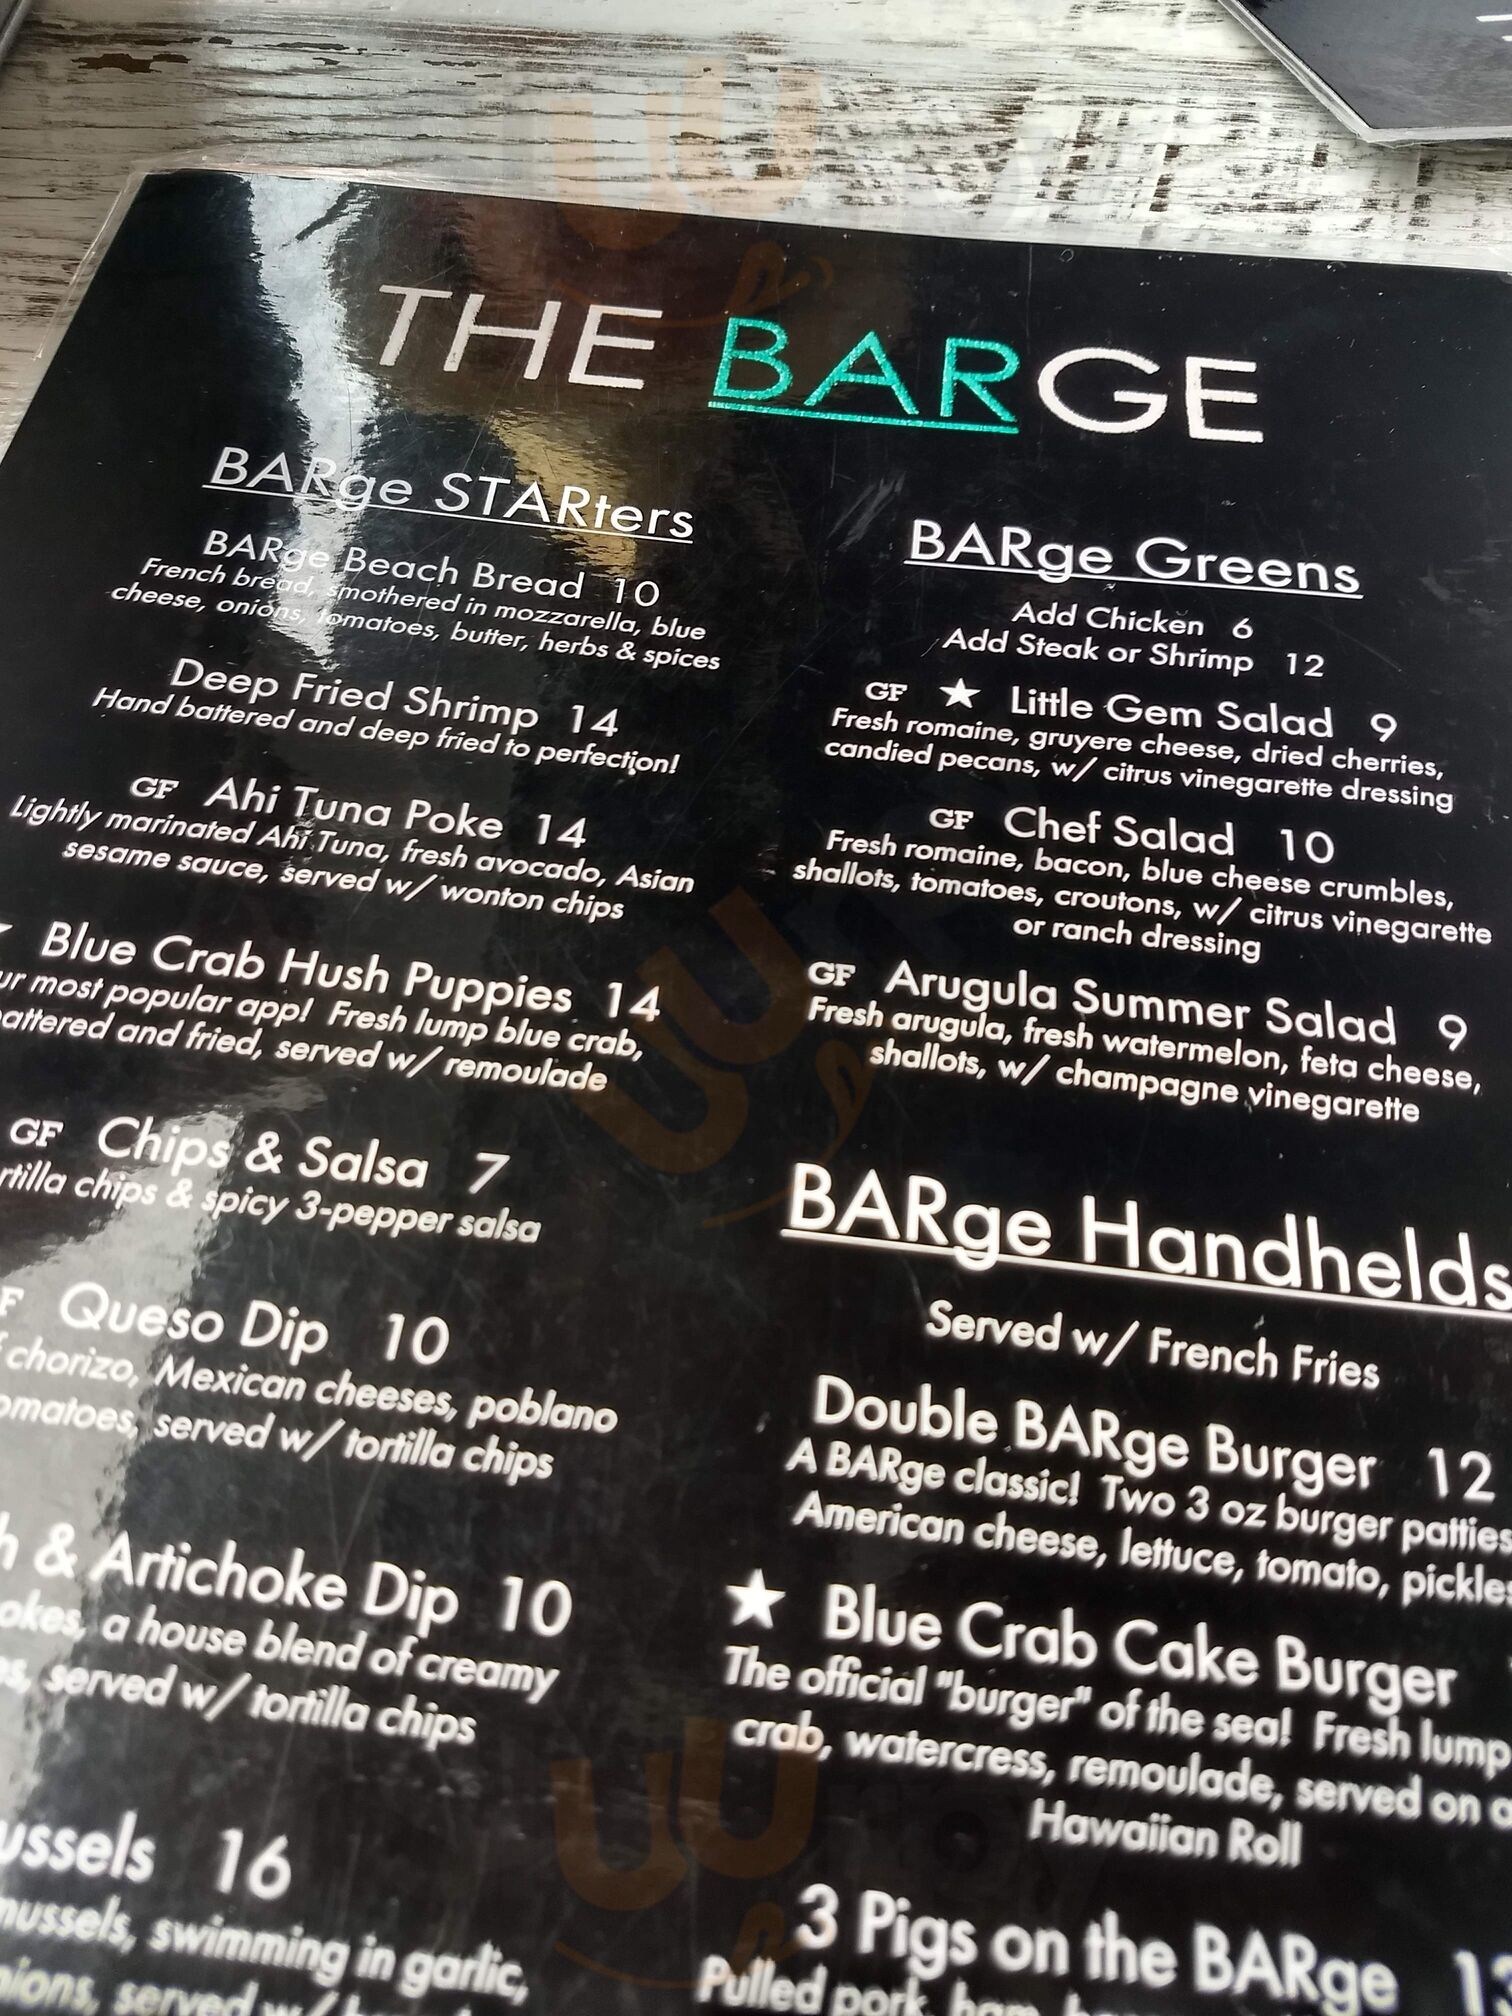 THE BARGE
BARge STARters
BARge Beach Bread 10
French bread, smothered in mozzarella, blue
cheese, onions, tomatoes, butter, herbs & spices
Deep Fried Shrimp 14
Hand battered and deep fried to perfection!
GF Ahi Tuna Poke 14
Lightly marinated Ahi Tuna, fresh avocado, Asian
sesame sauce, served w/ wonton chips
Blue Crab Hush Puppies 14
most popular app! Fresh lump blue crab,
and fried, served w/ remoulade
GF Chips & Salsa 7
chips & spicy 3-pepper salsa
Queso Dip 10
chorizo, Mexican cheeses, poblano
served w/ tortilla chips
& Artichoke Dip 10
a house blend of creamy
served w/ tortilla chips
16
swimming in garlic,
served w/
BARge Greens
Add Chicken 6
Add Steak or Shrimp 12
GF ★ Little Gem Salad 9
Fresh romaine, gruyere cheese, dried cherries,
candied pecans, w/ citrus vinegarette dressing
GF Chef Salad 10
Fresh romaine, bacon, blue cheese crumbles,
shallots, tomatoes, croutons, w/ citrus vinegarette
or ranch dressing
GF Arugula Summer Salad 9
Fresh arugula, fresh watermelon, feta cheese,
shallots, w/ champagne vinegarette
BARge Handhelds
Served w/ French Fries
Double BARge Burger 12
A BARge classic! Two 3 oz burger patties
American cheese, lettuce, tomato,
★ Blue Crab Cake Burger
The official "burger" of the sea! Fresh lump
crab, watercress, remoulade, served on a
Hawaiian Roll
3 Pigs on the BARge
Pulled pork, ham,